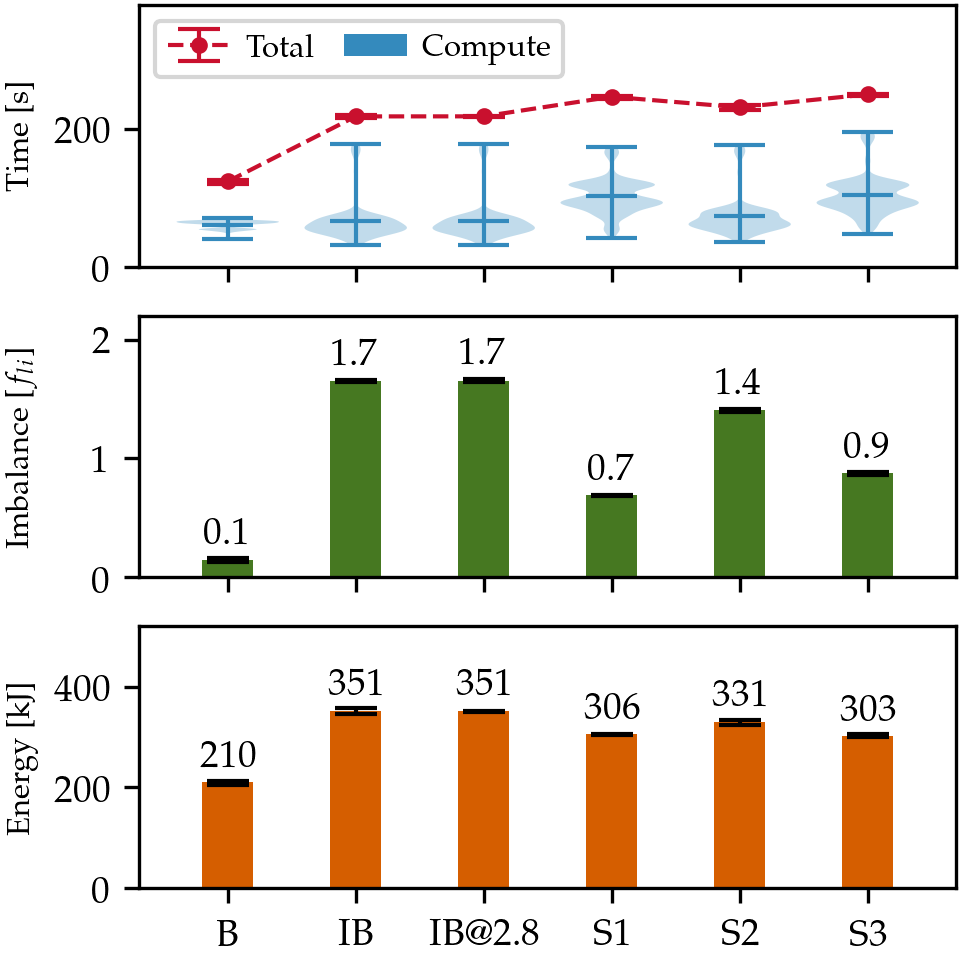 Time [s]
Total
Compute
200
0
Imbalance [f_li]
2
1
0
0.1
1.7
1.7
0.7
1.4
0.9
Energy [kJ]
400
200
0
210
351
351
306
331
303
B
IB
IB@2.8
S1
S2
S3